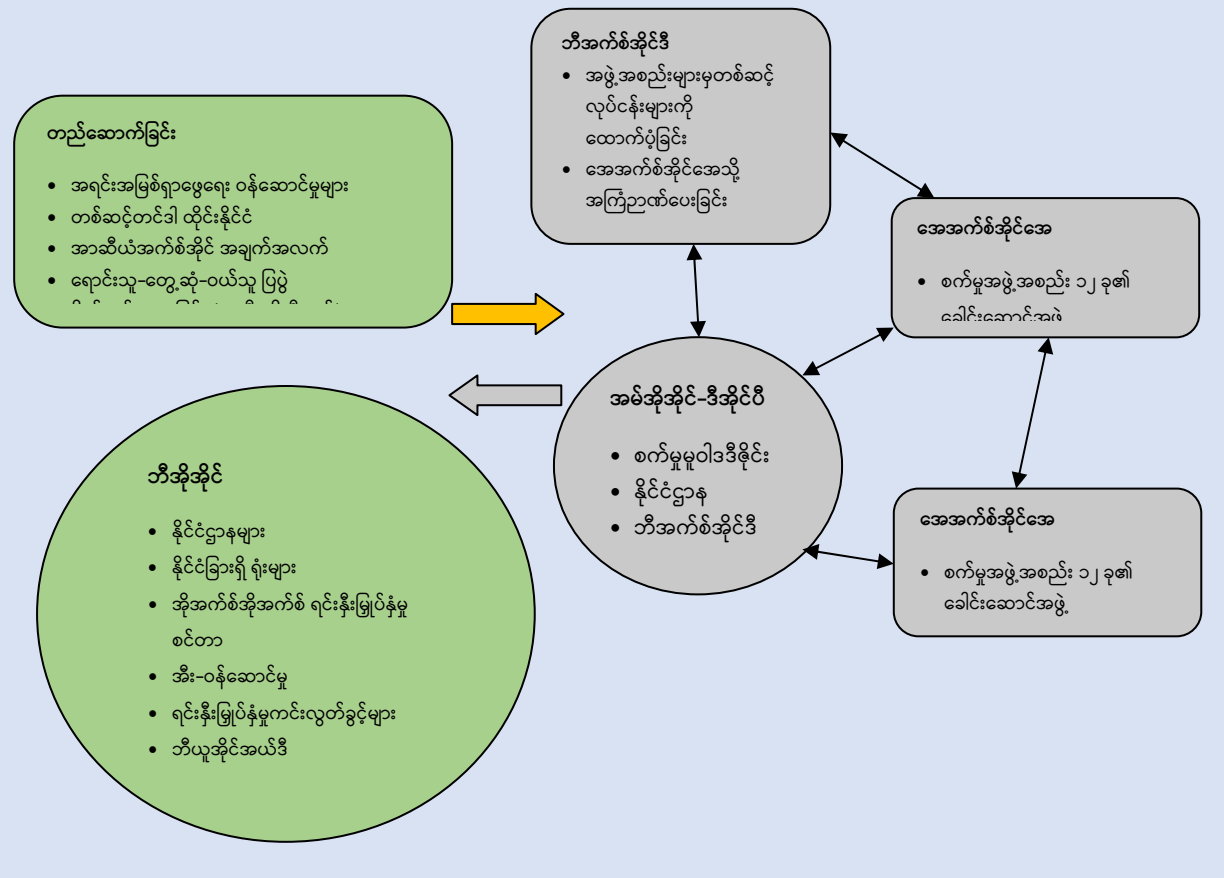 ဘီအက်စ်အိုင်ဒီ
• အဖွဲ့အစည်းများမှတစ်ဆင့်
လုပ်ငန်းများကို
ထောက်ပံ့ခြင်း
• အေအက်စ်အိုင်အေသို့
အကြံဉာဏ်ပေးခြင်း
တည်ဆောက်ခြင်း
• အရင်းအမြစ်ရှာဖွေရေး ဝန်ဆောင်မှုများ
• တစ်ဆင့်တင်ဒါ ထိုင်းနိုင်ငံ
• အာဆီယံအက်စ်အိုင် အချက်အလက်
• ရောင်းသူ-တွေ့ဆုံ-ဝယ်သူ ပြပွဲ
အေအက်စ်အိုင်အေ
• စက်မှုအဖွဲ့အစည်း ၁၂ ခု၏
ခေါင်းဆောင်အဖွဲ့
အမ်အိုအိုင်-ဒီအိုင်ပီ
• စက်မှုမူဝါဒဒီဇိုင်း
• နိုင်ငံဌာန
• ဘီအက်စ်အိုင်ဒီ
ဘီအိုအိုင်
• နိုင်ငံဌာနများ
• နိုင်ငံခြားရှိ ရုံးများ
• အိုအက်စ်အိုအက်စ် ရင်းနှီးမြှုပ်နှံမှု
စင်တာ
• အီး-ဝန်ဆောင်မှု
• ရင်းနှီးမြှုပ်နှံမှုကင်းလွတ်ခွင့်များ
• ဘီယူအိုင်အယ်ဒီ
အေအက်စ်အိုင်အေ
• စက်မှုအဖွဲ့အစည်း ၁၂ ခု၏
ခေါင်းဆောင်အဖွဲ့